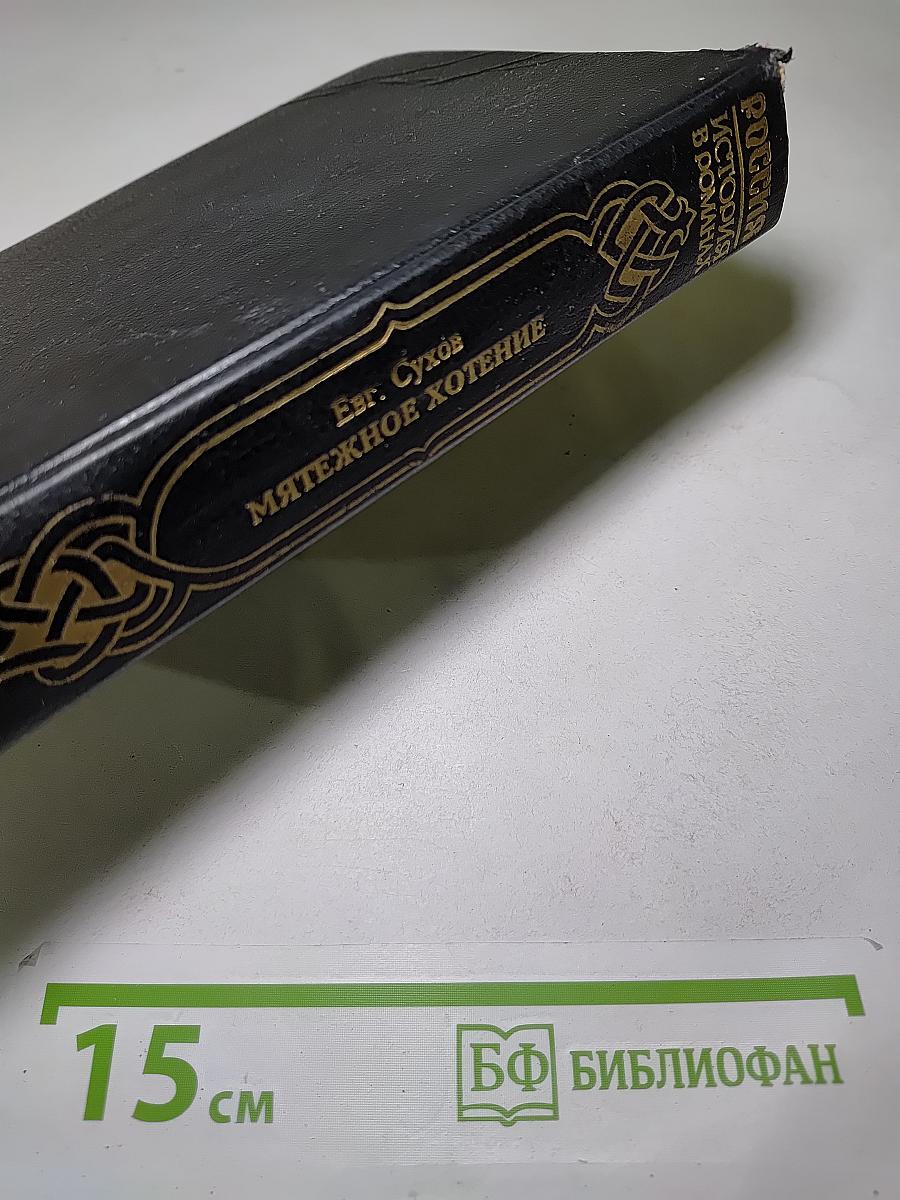 РОССИЯ
ИСТОРИЯ
В РОМАНАХ
Евг. Сухов
МЯТЕЖНОЕ ХОТЕНИЕ
15 см
БФ
БИБЛИОФАН